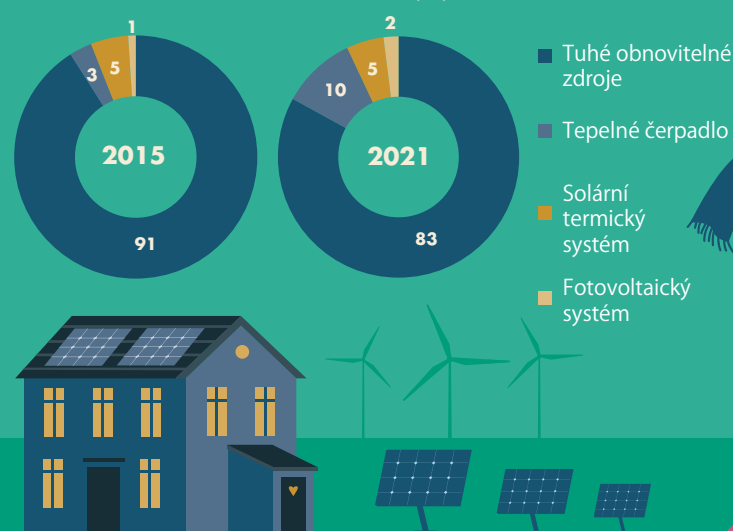 1
2
3
5
5
10
2015
2021
91
83
Tuhé obnovitelné
zdroje
Tepelné čerpadlo
Solární
termický
systém
Fotovoltaický
systém